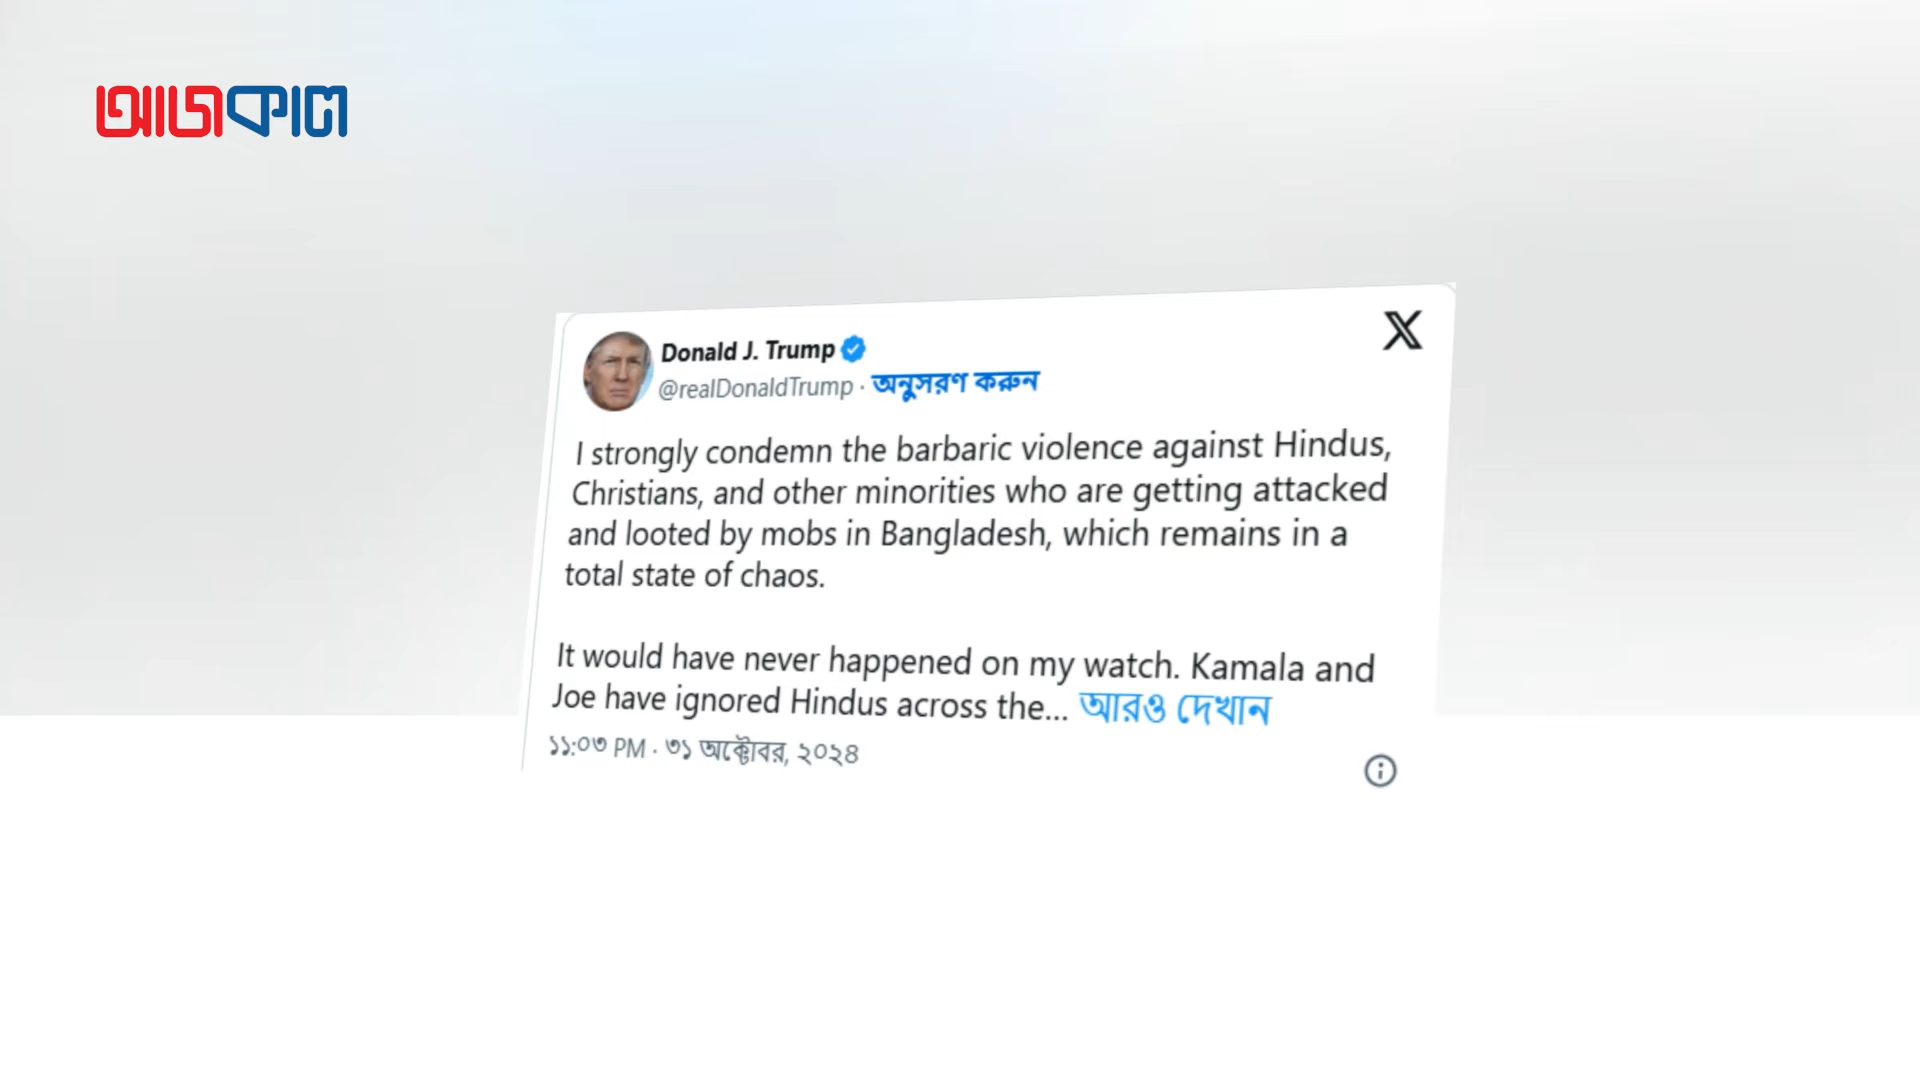 আজকাল
Donald J. Trump
@realDonaldTrump · অনুসরণ করুন
I strongly condemn the barbaric violence against Hindus,
Christians, and other minorities who are getting attacked
and looted by mobs in Bangladesh, which remains in a
total state of chaos.
It would have never happened on my watch. Kamala and
Joe have ignored Hindus across the... আরও দেখান
১১:০৩ PM · ৩১ অক্টোবর, ২০২৪